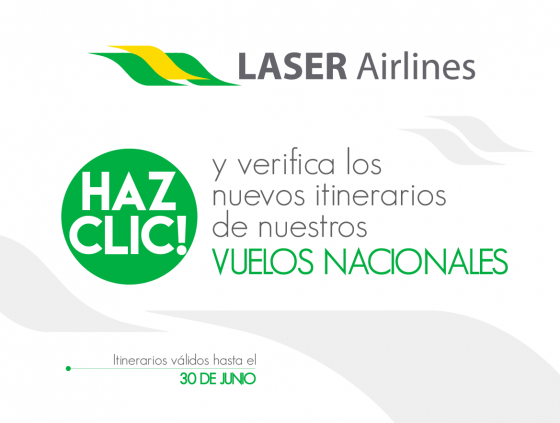 LASER Airlines
HAZ
CLIC!
y verifica los
nuevos itinerarios
de nuestros
VUELOS NACIONALES
Itinerarios válidos hasta el
30 DE JUNIO